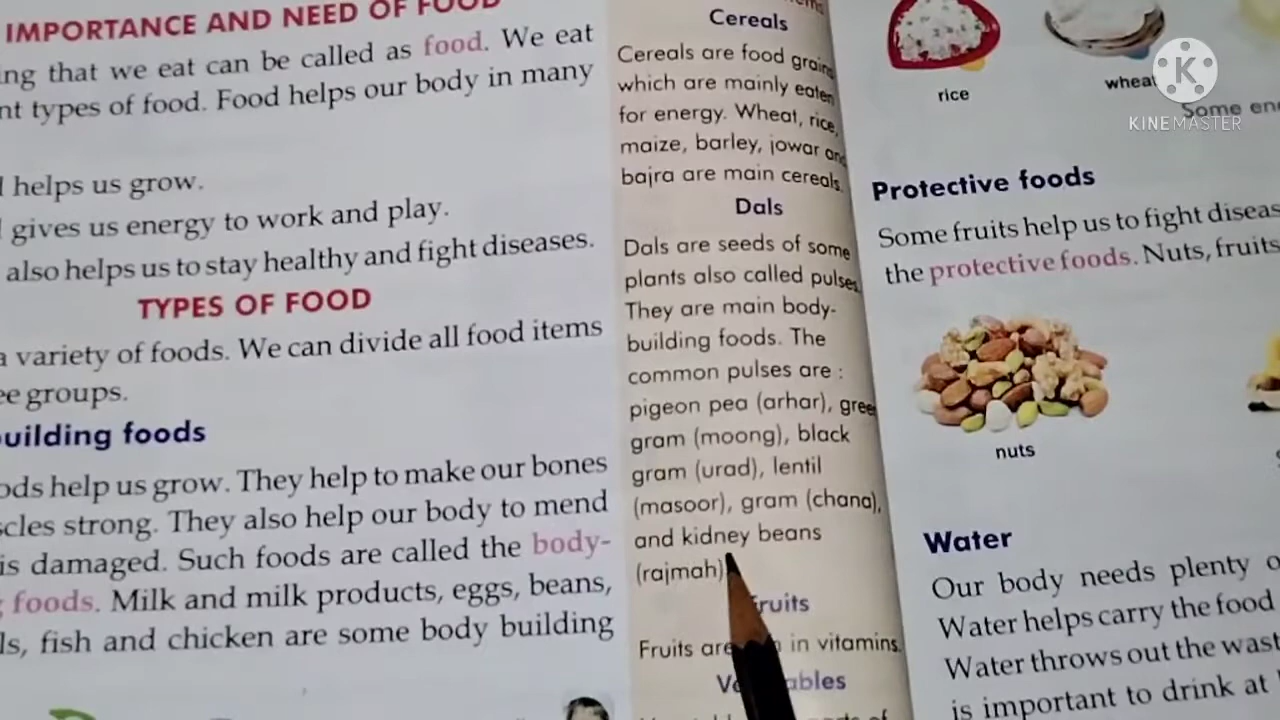 IMPORTANCE AND NEED OF FOOD
ing that we eat can be called as food. We eat
nt types of food. Food helps our body in many
helps us grow.
gives us energy to work and play.
also helps us to stay healthy and fight diseases.
TYPES OF FOOD
a variety of foods. We can divide all food items
ee groups.
uilding foods
ods help us grow. They help to make our bones
scles strong. They also help our body to mend
is damaged. Such foods are called the body-
foods. Milk and milk products, eggs, beans,
ls, fish and chicken are some body building
Cereals
Cereals are food grains
which are mainly eaten
for energy. Wheat, rice,
maize, barley, jowar and
bajra are main cereals.
Dals
Dals are seeds of some
plants also called pulses.
They are main body-
building foods. The
common pulses are :
pigeon pea (arhar), gree
gram (moong), black
gram (urad), lentil
(masoor), gram (chana),
and kidney beans
(rajmah)
Fruits
Fruits are in vitamins.
ables
rice
wheat
Some en
Protective foods
Some fruits help us to fight diseas
the protective foods. Nuts, fruits
nuts
Water
Our body needs plenty o
Water helps carry the food
Water throws out the wast
is important to drink at
K
KINEMASTER